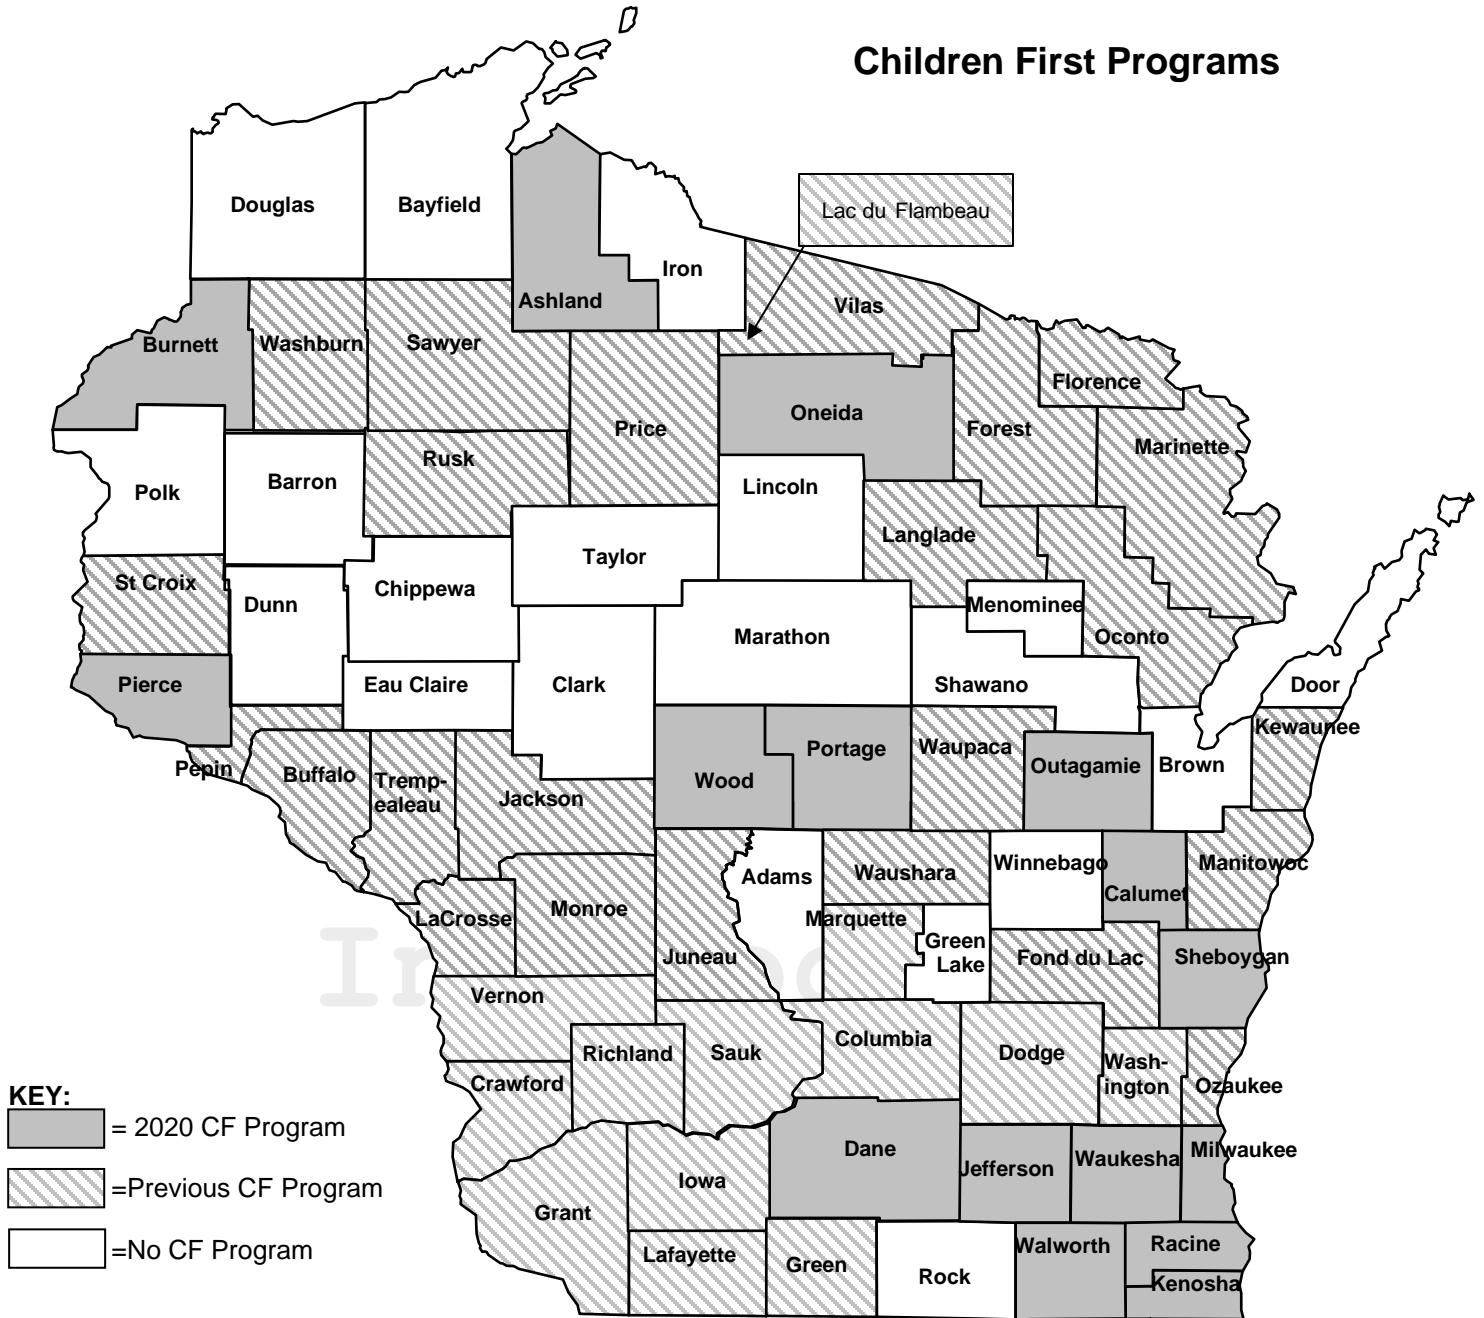 Children First Programs
Lac du Flambeau
Douglas
Bayfield
Iron
Ashland
Vilas
Burnett
Washburn
Sawyer
Florence
Oneida
Price
Forest
Marinette
Rusk
Barron
Polk
Lincoln
Langlade
Taylor
St Croix
Chippewa
Dunn
Menominee
Marathon
Oconto
Pierce
Eau Claire
Clark
Shawano
Door
Kewaunee
Pepin
Buffalo
Tremp-
ealeau
Jackson
Wood
Portage
Waupaca
Outagamie
Brown
Adams
Waushara
Winnebago
Calumet
Manitowoc
LaCrosse
Monroe
Juneau
Marquette
Green
Lake
Fond du Lac
Sheboygan
Vernon
Richland
Sauk
Columbia
Dodge
Wash-
ington
Ozaukee
Crawford
KEY:
= 2020 CF Program
=Previous CF Program
=No CF Program
Dane
Jefferson
Waukesha
Milwaukee
Iowa
Grant
Lafayette
Green
Rock
Walworth
Racine
Kenosha